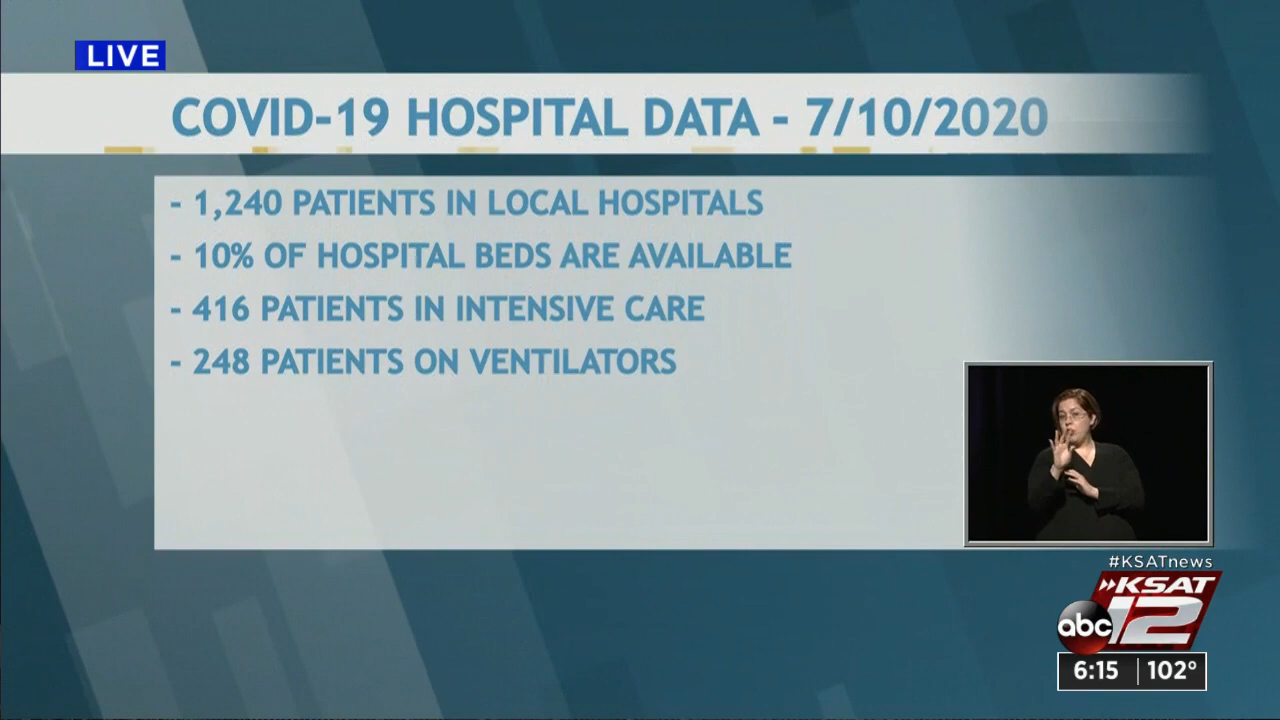 LIVE
COVID-19 HOSPITAL DATA - 7/10/2020
- 1,240 PATIENTS IN LOCAL HOSPITALS
- 10% OF HOSPITAL BEDS ARE AVAILABLE
- 416 PATIENTS IN INTENSIVE CARE
- 248 PATIENTS ON VENTILATORS
#KSATnews
KSAT
abc 12
6:15 102°